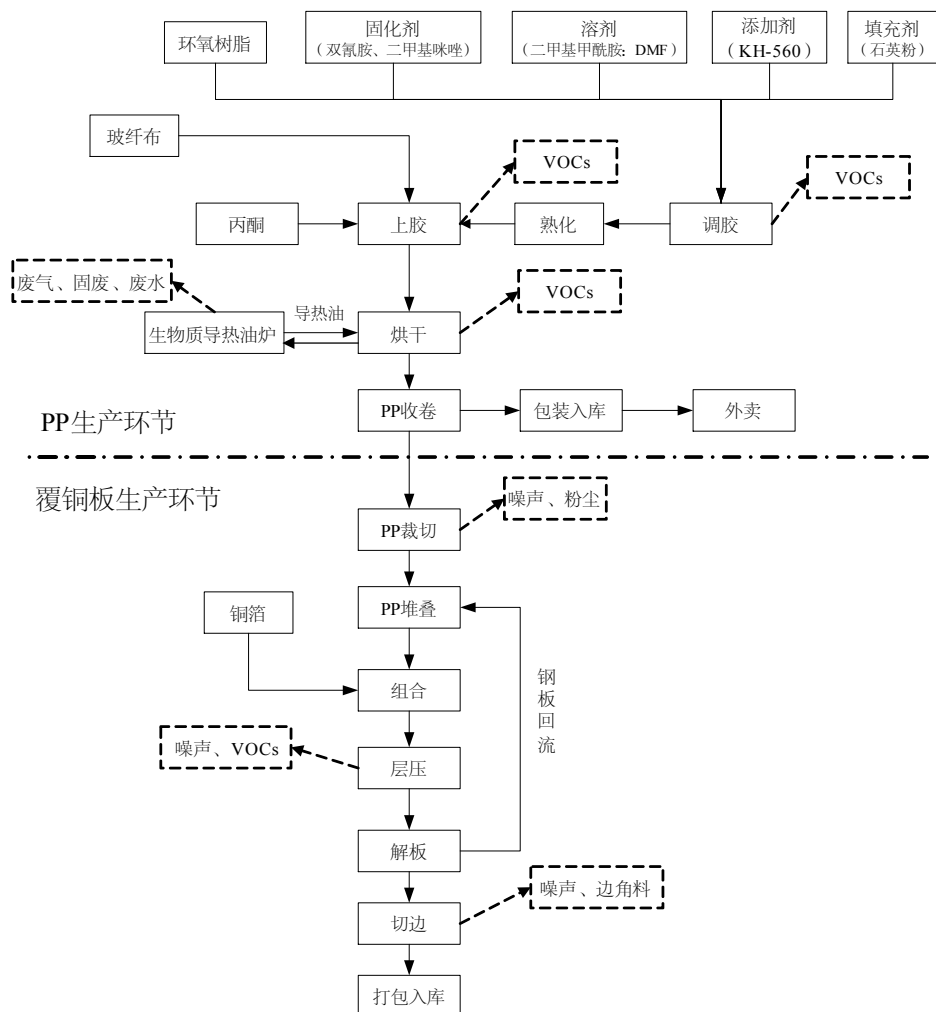 环氧树脂
固化剂
（双氰胺、二甲基咪唑）
溶剂
（二甲基甲酰胺：DMF）
添加剂
（KH-560）
填充剂
（石英粉）
玻纤布
VOCs
VOCs
丙酮
上胶
熟化
调胶
废气、固废、废水
VOCs
导热油
生物质导热油炉
烘干
PP收卷
包装入库
外卖
PP生产环节
覆铜板生产环节
噪声、粉尘
PP裁切
PP堆叠
铜箔
钢板回流
组合
噪声、VOCs
层压
解板
噪声、边角料
切边
打包入库